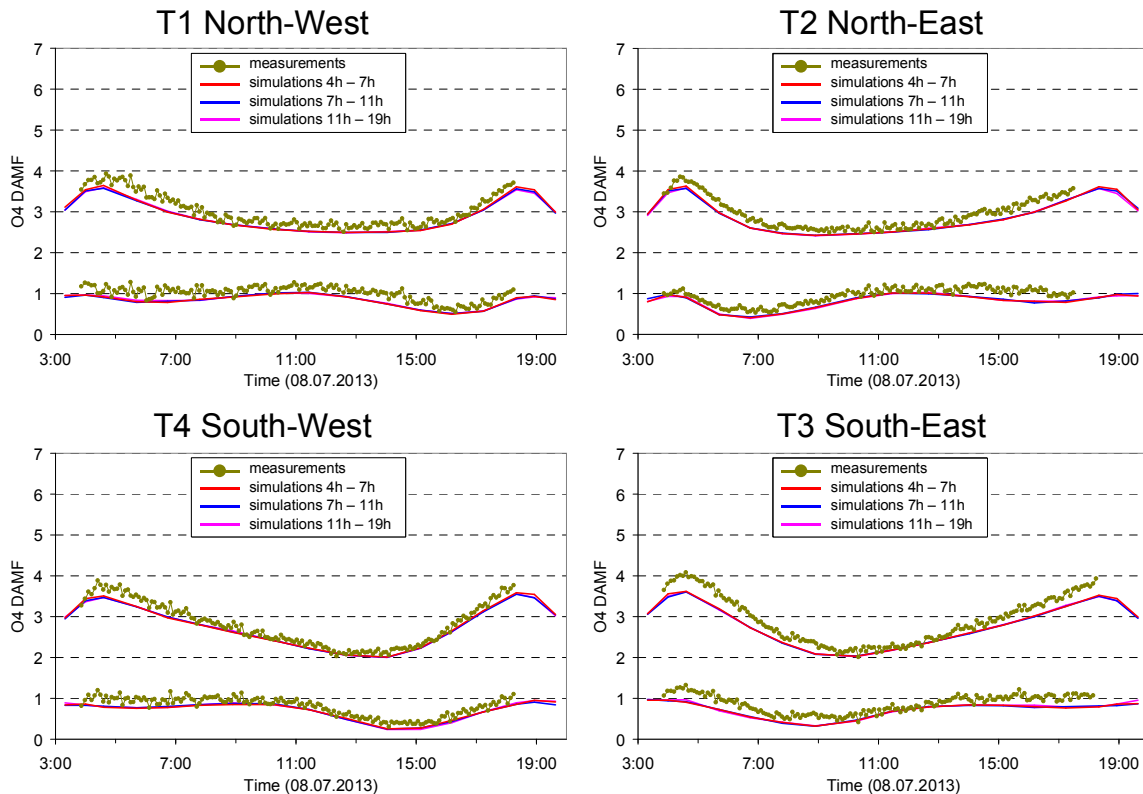 T1 North-West
7
6
5
4
3
2
1
0
O4 DAMF
measurements
simulations 4h – 7h
simulations 7h – 11h
simulations 11h – 19h
3:00 7:00 11:00 15:00 19:00
Time (08.07.2013)
T2 North-East
7
6
5
4
3
2
1
0
O4 DAMF
measurements
simulations 4h – 7h
simulations 7h – 11h
simulations 11h – 19h
3:00 7:00 11:00 15:00 19:00
Time (08.07.2013)
T4 South-West
7
6
5
4
3
2
1
0
O4 DAMF
measurements
simulations 4h – 7h
simulations 7h – 11h
simulations 11h – 19h
3:00 7:00 11:00 15:00 19:00
Time (08.07.2013)
T3 South-East
7
6
5
4
3
2
1
0
O4 DAMF
measurements
simulations 4h – 7h
simulations 7h – 11h
simulations 11h – 19h
3:00 7:00 11:00 15:00 19:00
Time (08.07.2013)